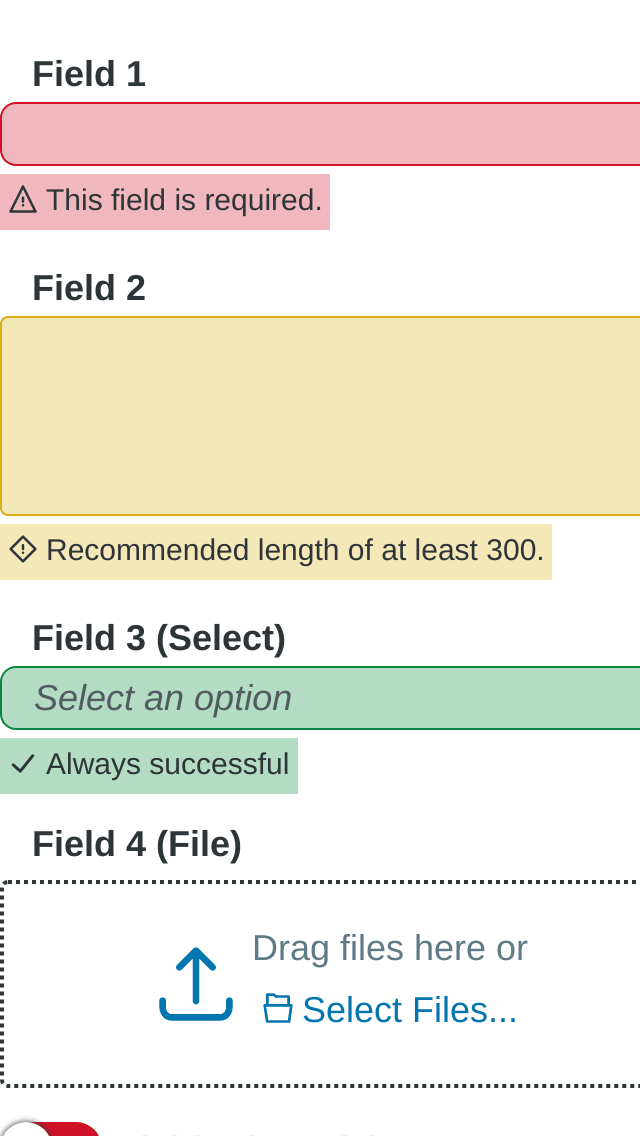 Field 1
This field is required.
Field 2
Recommended length of at least 300.
Field 3 (Select)
Select an option
Always successful
Field 4 (File)
Drag files here or
Select Files...